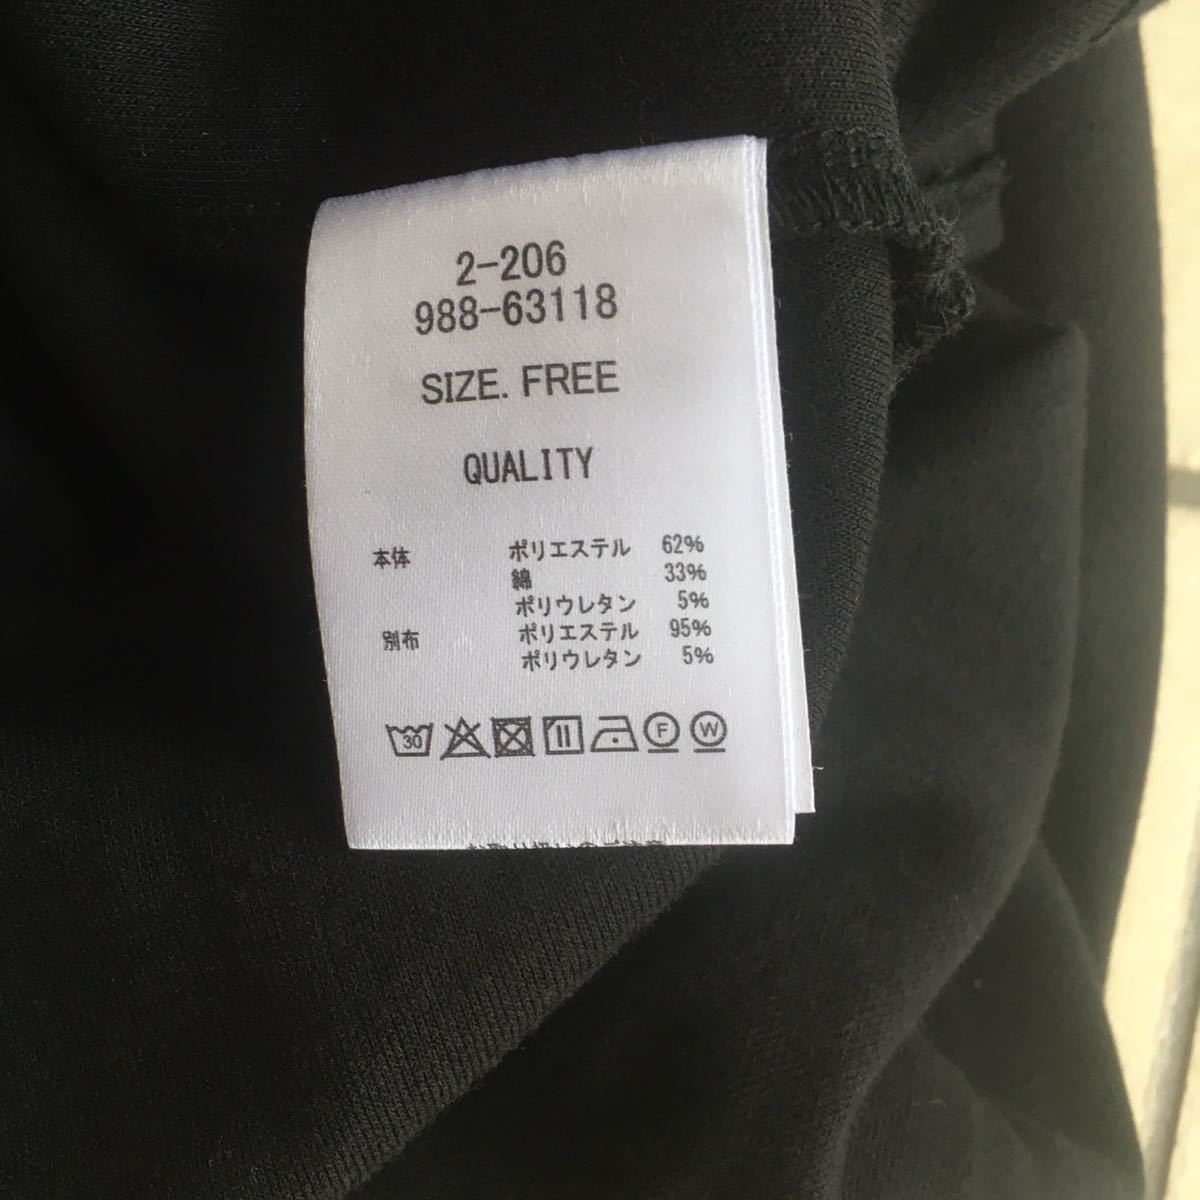 2-206
988-63118
SIZE. FREE
QUALITY
本体 ポリエステル 62%
綿 33%
ポリウレタン 5%
別布 ポリエステル 95%
ポリウレタン 5%
30 F W